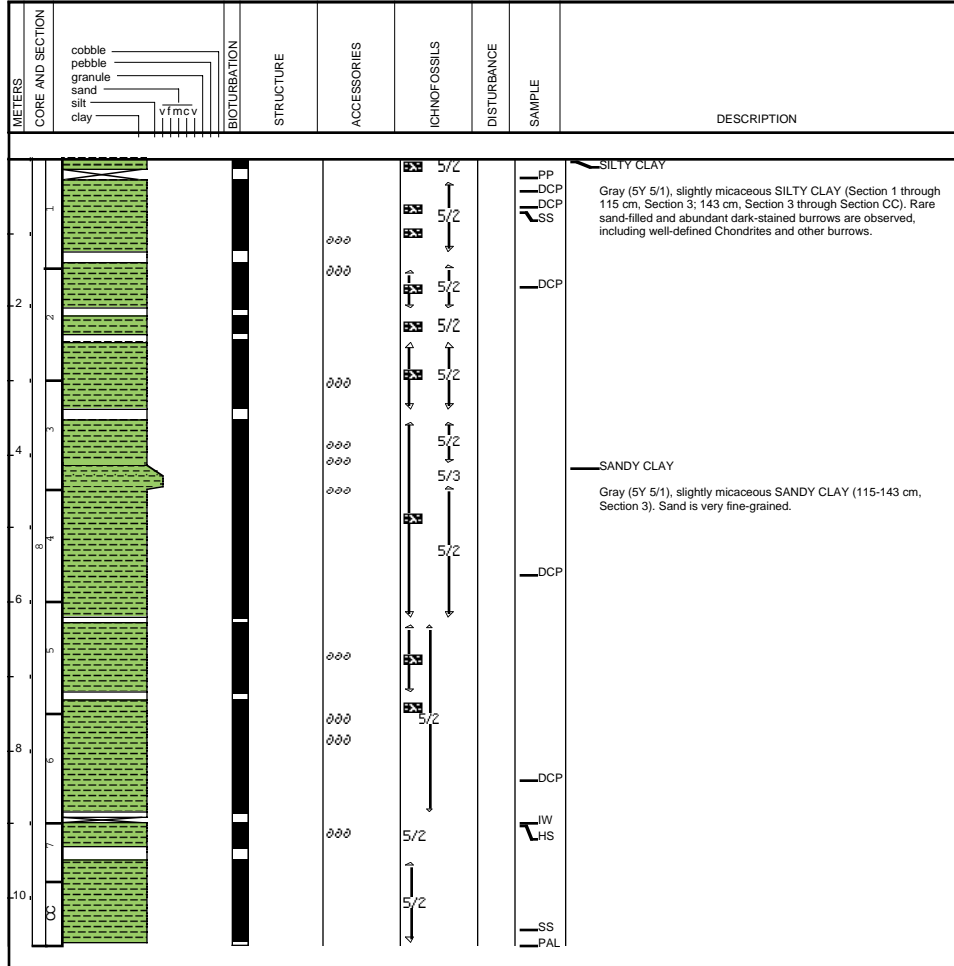 METERS
CORE AND SECTION
cobble
pebble
granule
sand
silt
clay
v f m c v
BIOTURBATION
STRUCTURE
ACCESSORIES
ICHNOFOSSILS
DISTURBANCE
SAMPLE
DESCRIPTION
SILTY CLAY
Gray (5Y 5/1), slightly micaceous SILTY CLAY (Section 1 through
115 cm, Section 3; 143 cm, Section 3 through Section CC). Rare
sand-filled and abundant dark-stained burrows are observed,
including well-defined Chondrites and other burrows.
5/2
PP
DCP
1
DCP
5/2
SS
5/2
DCP
2
2
5/2
5/2
3
5/2
4
SANDY CLAY
5/3
Gray (5Y 5/1), slightly micaceous SANDY CLAY (115-143 cm,
Section 3). Sand is very fine-grained.
4
8
5/2
DCP
6
5
5/2
8
6
DCP
IW
7
5/2
HS
10
5/2
CC
SS
PAL